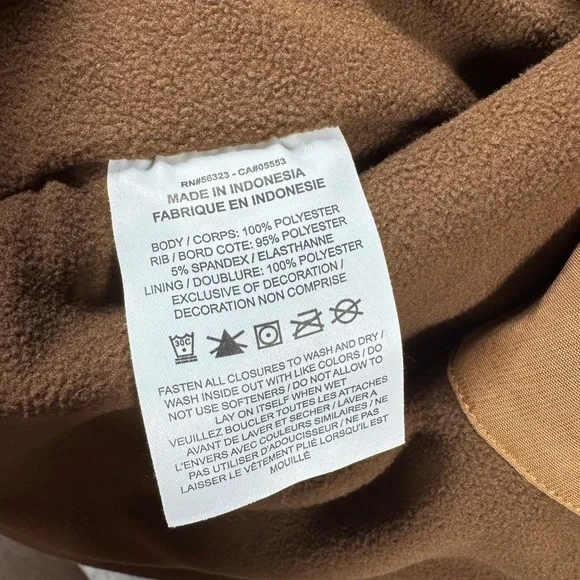 RN#56323 - CA#05553
MADE IN INDONESIA
FABRIQUE EN INDONESIE
BODY / CORPS: 100% POLYESTER
RIB / BORD COTE: 95% POLYESTER
5% SPANDEX / ELASTHANNE
LINING / DOUBLURE: 100% POLYESTER
EXCLUSIVE OF DECORATION /
DECORATION NON COMPRISE
30C
FASTEN ALL CLOSURES TO WASH AND DRY /
WASH INSIDE OUT WITH LIKE COLORS / DO
NOT USE SOFTENERS / DO NOT ALLOW TO
LAY ON ITSELF WHEN WET
VEUILLEZ BOUCLER TOUTES LES ATTACHES
AVANT DE LAVER ET SECHER / LAVER A
L'ENVERS AVEC COULEURS SIMILAIRES / NE
PAS UTILISER D'ADOUCISSEUR / NE PAS
LAISSER LE VÊTEMENT PLIÉ LORSQU'IL EST
MOUILLÉ